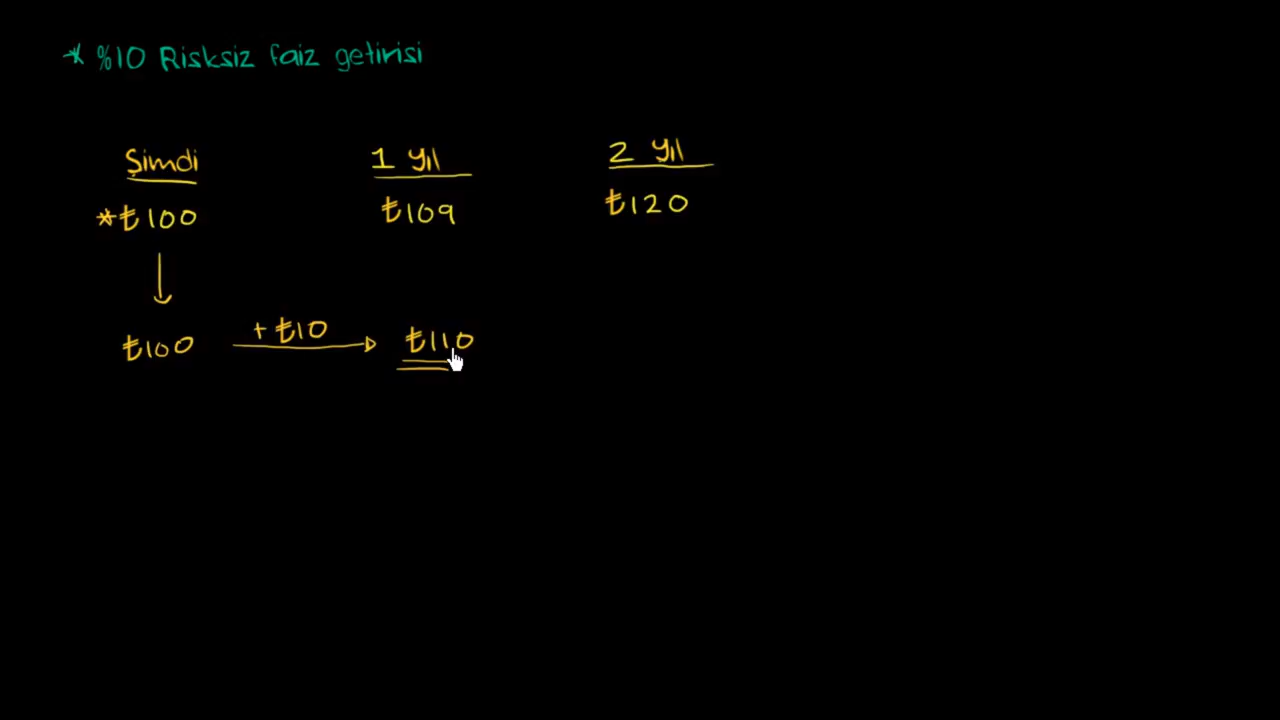 * %10 Risksiz faiz getirisi
Şimdi 1 yıl 2 yıl
*₺100 ₺109 ₺120
₺100 +₺10 ₺110